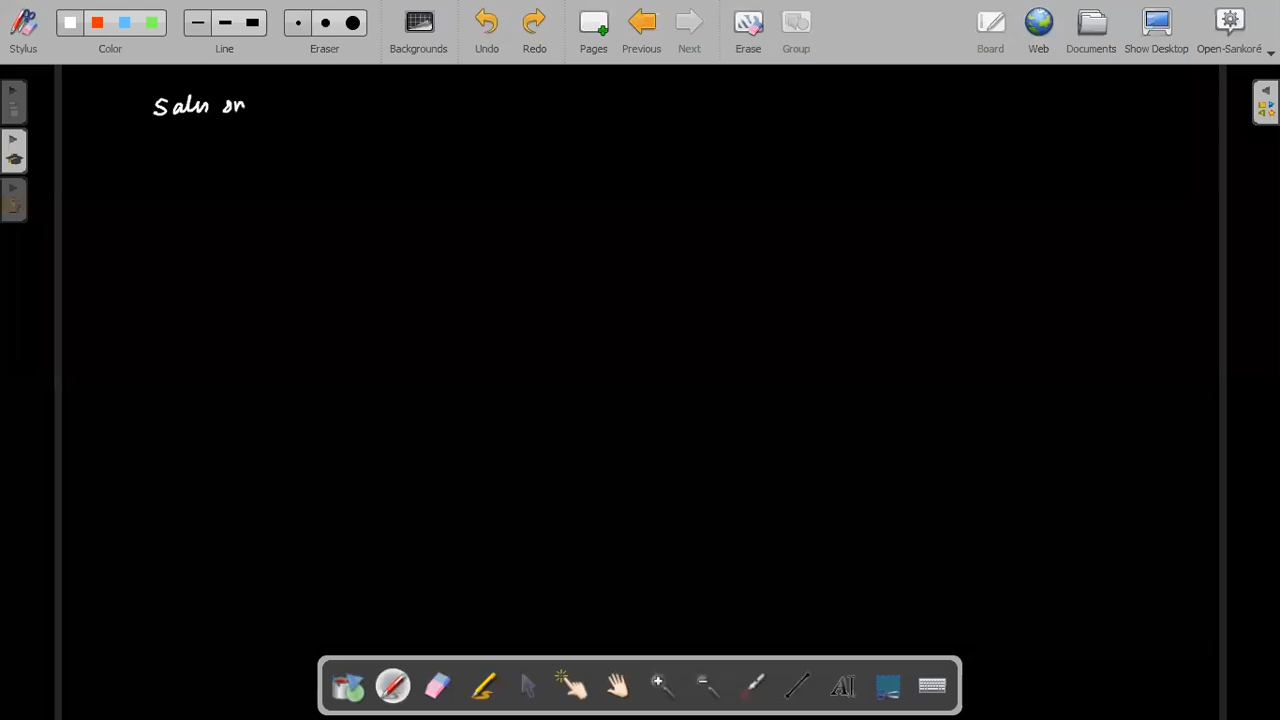 Stylus
Color
Line
Eraser
Backgrounds
Undo
Redo
Pages
Previous
Next
Erase
Group
Board
Web
Documents
Show Desktop
Open-Sankoré
AI